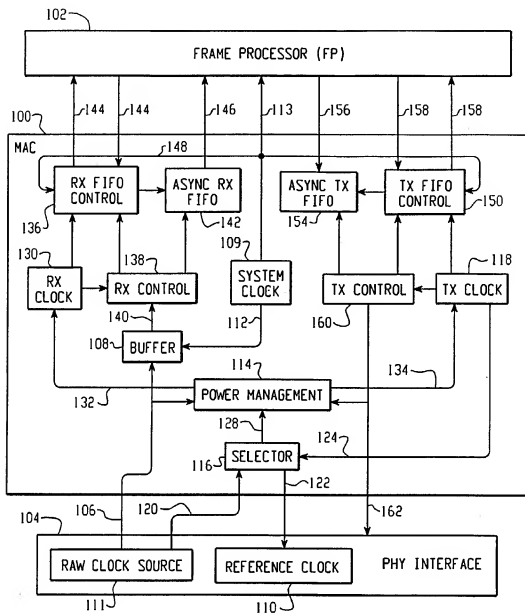 102
FRAME PROCESSOR (FP)
144
144
146
113
156
158
158
100
MAC
148
RX FIFO
CONTROL
136
ASYNC RX
FIFO
142
ASYNC TX
FIFO
154
TX FIFO
CONTROL
150
109
130
RX
CLOCK
138
RX CONTROL
SYSTEM
CLOCK
TX CONTROL
160
118
TX CLOCK
140
112
108
BUFFER
114
132
POWER MANAGEMENT
134
128
124
116
SELECTOR
106
120
122
162
104
RAW CLOCK SOURCE
111
REFERENCE CLOCK
110
PHY INTERFACE